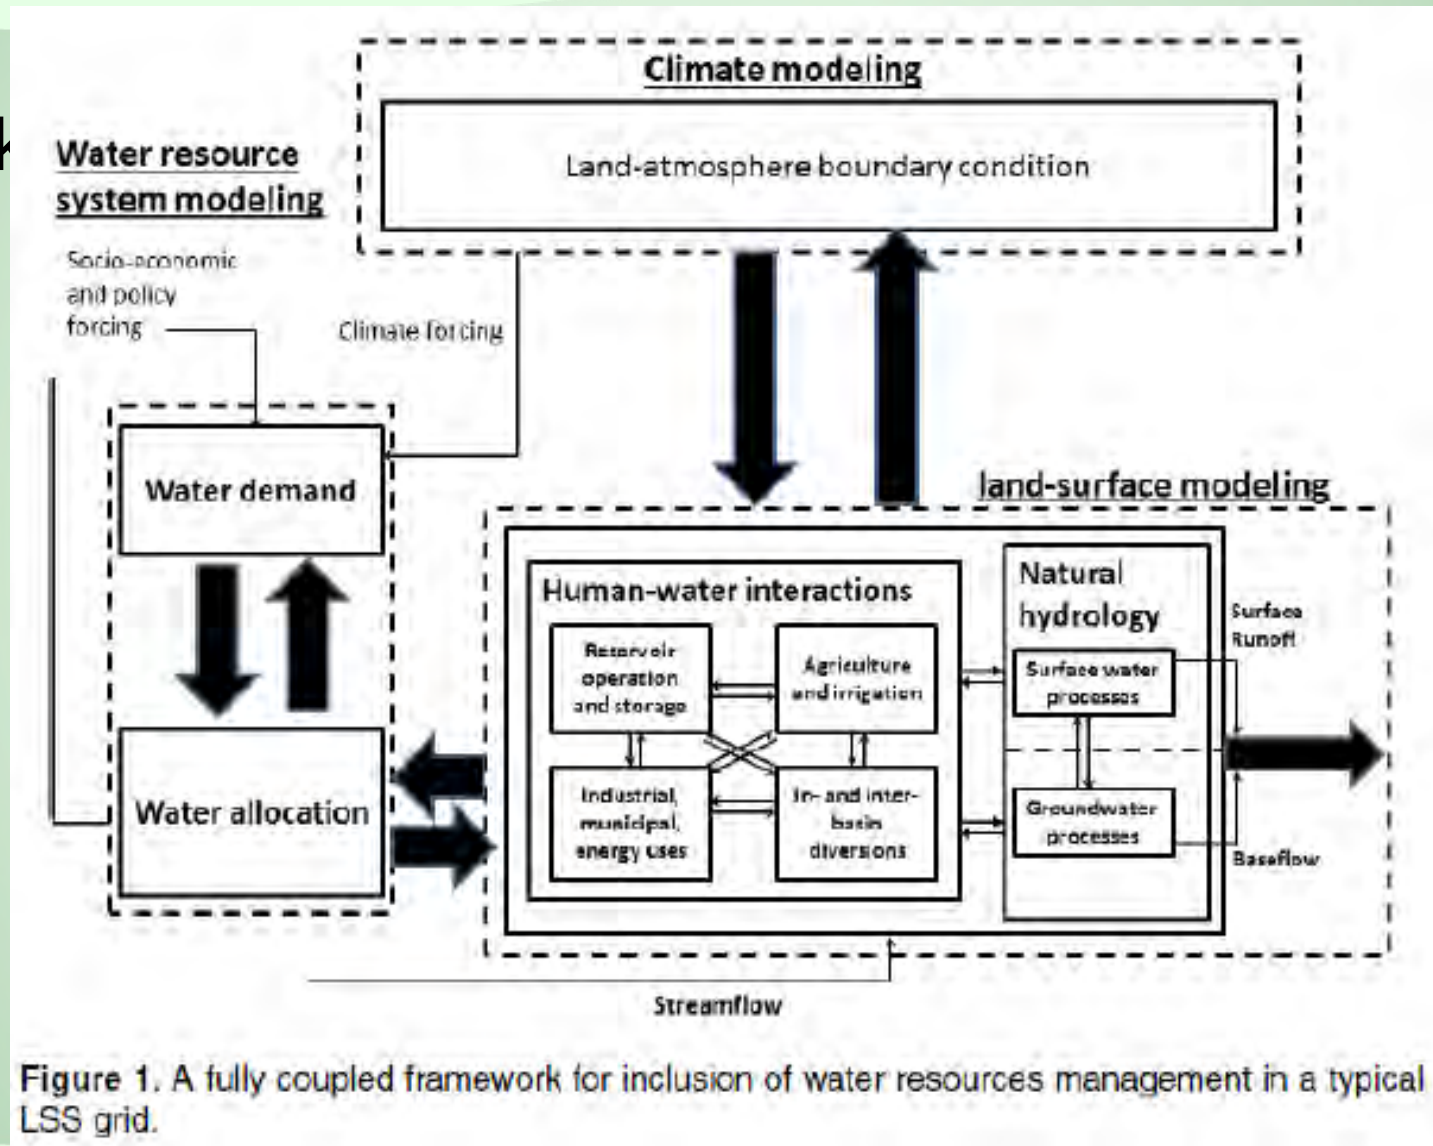 k
Climate modeling
Land-atmosphere boundary condition
Water resource
system modeling
Socio-economic
and policy
forcing
Climate forcing
Water demand
Water allocation
land-surface modeling
Human-water interactions
Reservoir
operation
and storage
Agriculture
and irrigation
Industrial,
municipal,
energy uses
In- and inter-
basin
diversions
Natural
hydrology
Surface water
processes
Groundwater
processes
Surface
Runoff
Baseflow
Streamflow
Figure 1. A fully coupled framework for inclusion of water resources management in a typical
LSS grid.